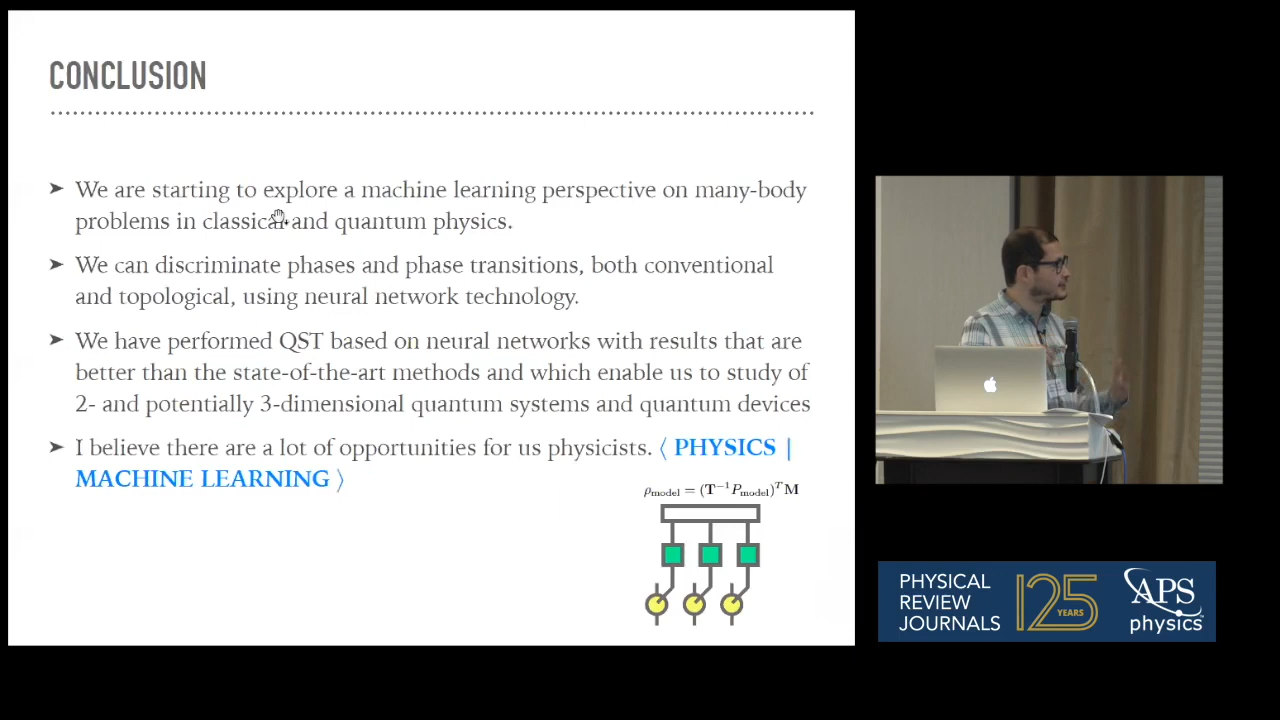 CONCLUSION
➤ We are starting to explore a machine learning perspective on many-body
problems in classical and quantum physics.
➤ We can discriminate phases and phase transitions, both conventional
and topological, using neural network technology.
➤ We have performed QST based on neural networks with results that are
better than the state-of-the-art methods and which enable us to study of
2- and potentially 3-dimensional quantum systems and quantum devices
➤ I believe there are a lot of opportunities for us physicists. ⟨ PHYSICS |
MACHINE LEARNING ⟩
ρ_model = (T⁻¹P_model)ᵀ M
PHYSICAL
REVIEW
JOURNALS
125
YEARS
APS
physics